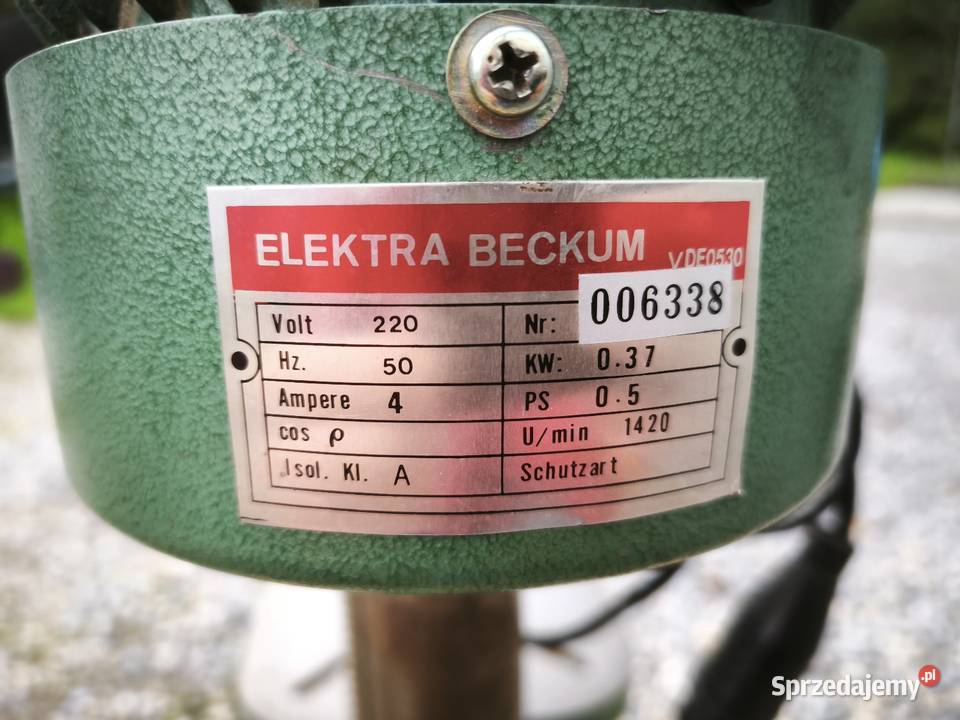 ELEKTRA BECKUM VDE0530
Volt 220 Nr: 006338
Hz. 50 KW: 0.37
Ampere 4 PS 0.5
cos ρ U/min 1420
Isol. Kl. A Schutzart
Sprzedajemy.pl